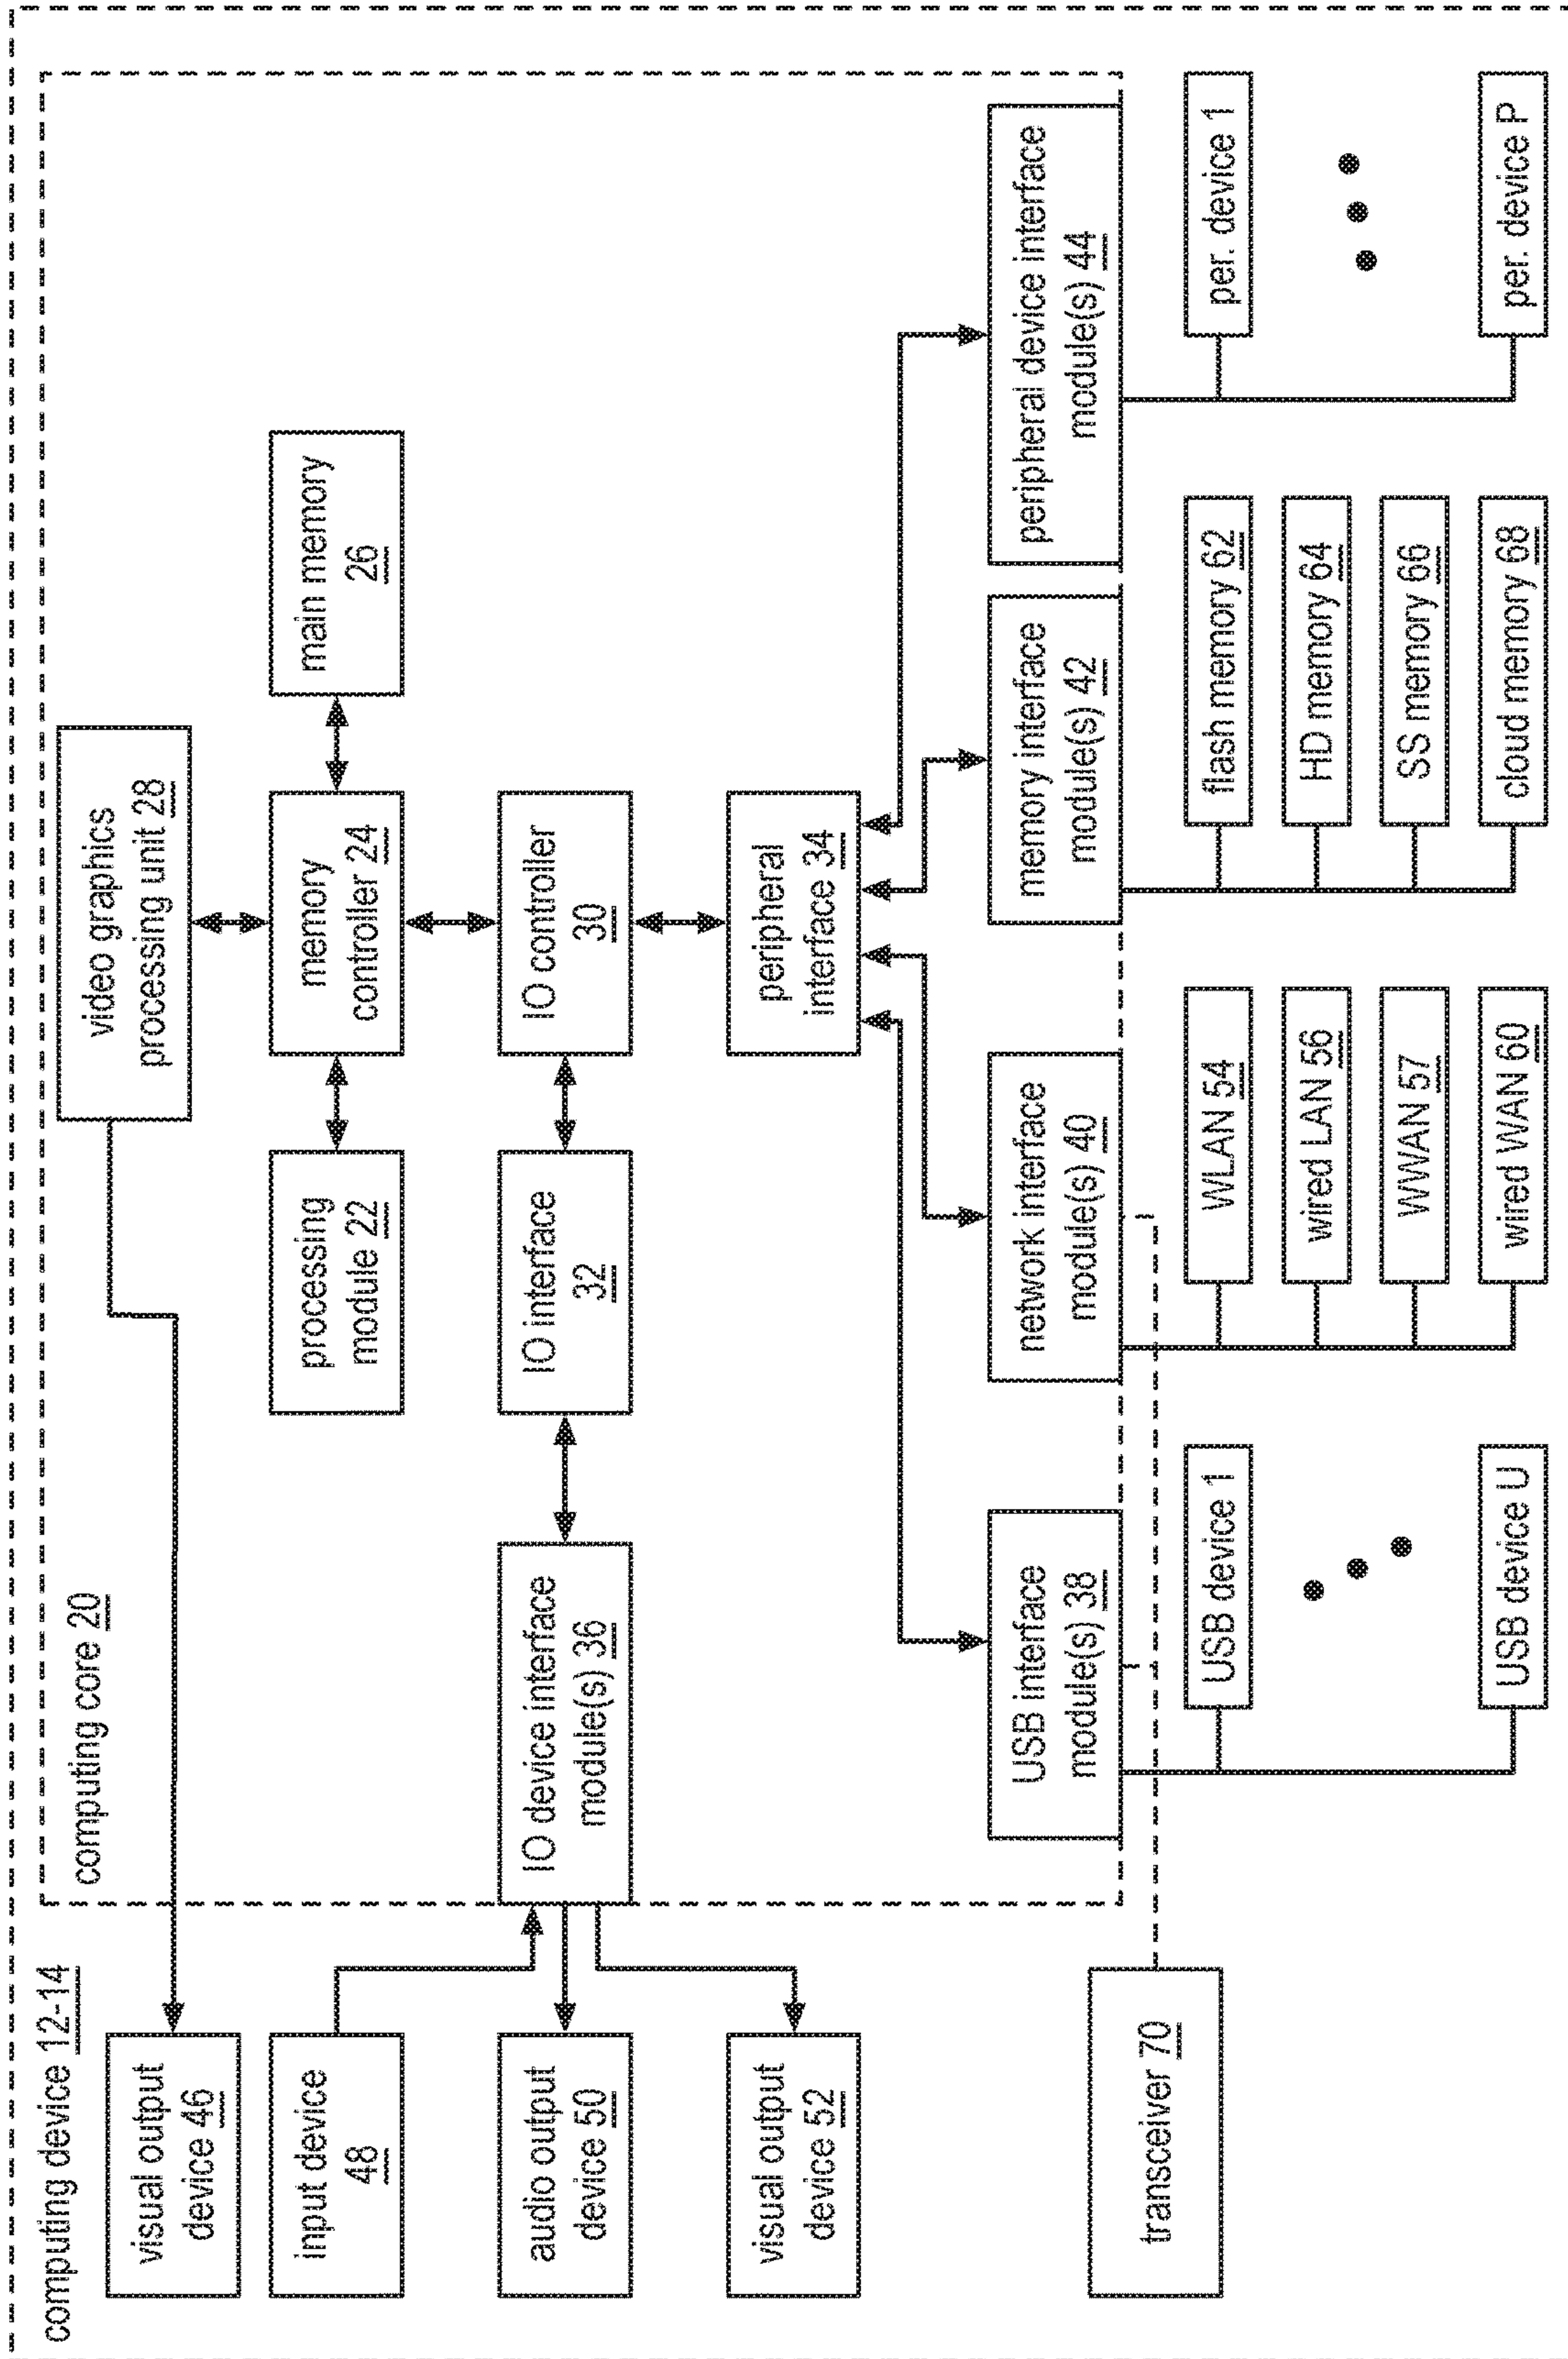 computing device 12-14
computing core 20
visual output
device 46
input device
48
audio output
device 50
visual output
device 52
transceiver 70
video graphics
processing unit 28
processing
module 22
memory
controller 24
main memory
26
IO device interface
module(s) 36
IO interface
32
IO controller
30
peripheral
interface 34
USB interface
module(s) 38
network interface
module(s) 40
memory interface
module(s) 42
peripheral device interface
module(s) 44
USB device 1
USB device U
WLAN 54
wired LAN 56
WWAN 57
wired WAN 60
flash memory 62
HD memory 64
SS memory 66
cloud memory 68
per. device 1
per. device P